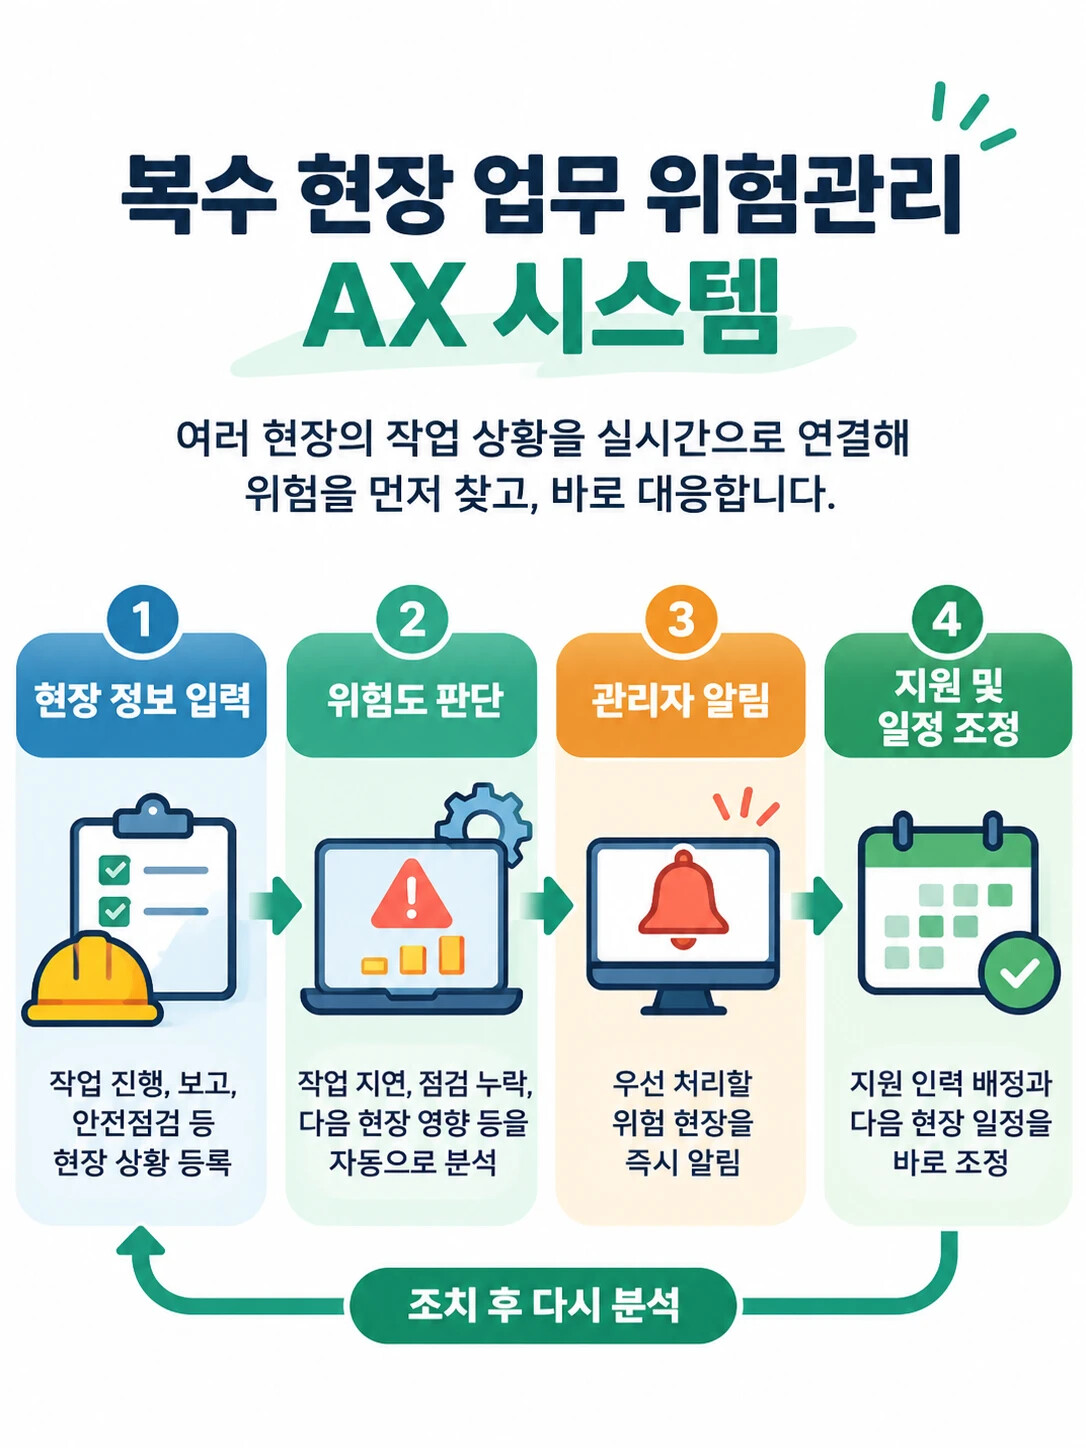 복수 현장 업무 위험관리
AX 시스템
여러 현장의 작업 상황을 실시간으로 연결해
위험을 먼저 찾고, 바로 대응합니다.
1
현장 정보 입력
작업 진행, 보고,
안전점검 등
현장 상황 등록
2
위험도 판단
작업 지연, 점검 누락,
다음 현장 영향 등을
자동으로 분석
3
관리자 알림
우선 처리할
위험 현장을
즉시 알림
4
지원 및
일정 조정
지원 인력 배정과
다음 현장 일정을
바로 조정
조치 후 다시 분석